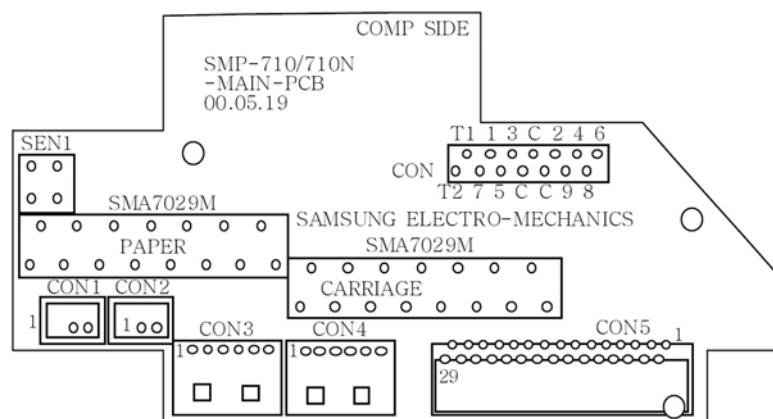 COMP SIDE
SMP-710/710N
-MAIN-PCB
00.05.19
T1 1 3 C 2 4 6
SEN1
CON
T2 7 5 C C 9 8
SMA7029M
SAMSUNG ELECTRO-MECHANICS
PAPER
SMA7029M
CARRIAGE
CON1
CON2
1
1
CON3
CON4
CON5
1
1
1
29